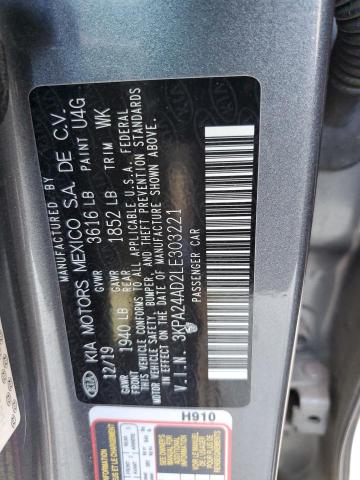 MANUFACTURED BY
KIA MOTORS MEXICO S.A. DE C.V.
KIA
12/19
GVWR
3616 LB
PAINT U4G
GAWR
FRONT
1940 LB
GAWR
REAR
1852 LB
TRIM WK
THIS VEHICLE CONFORMS TO ALL APPLICABLE U.S.A. FEDERAL
MOTOR VEHICLE SAFETY, BUMPER, AND THEFT PREVENTION STANDARDS
IN EFFECT ON THE DATE OF MANUFACTURE SHOWN ABOVE.
V.I.N. 3KPA24AD2LE303221
PASSENGER CAR
H910